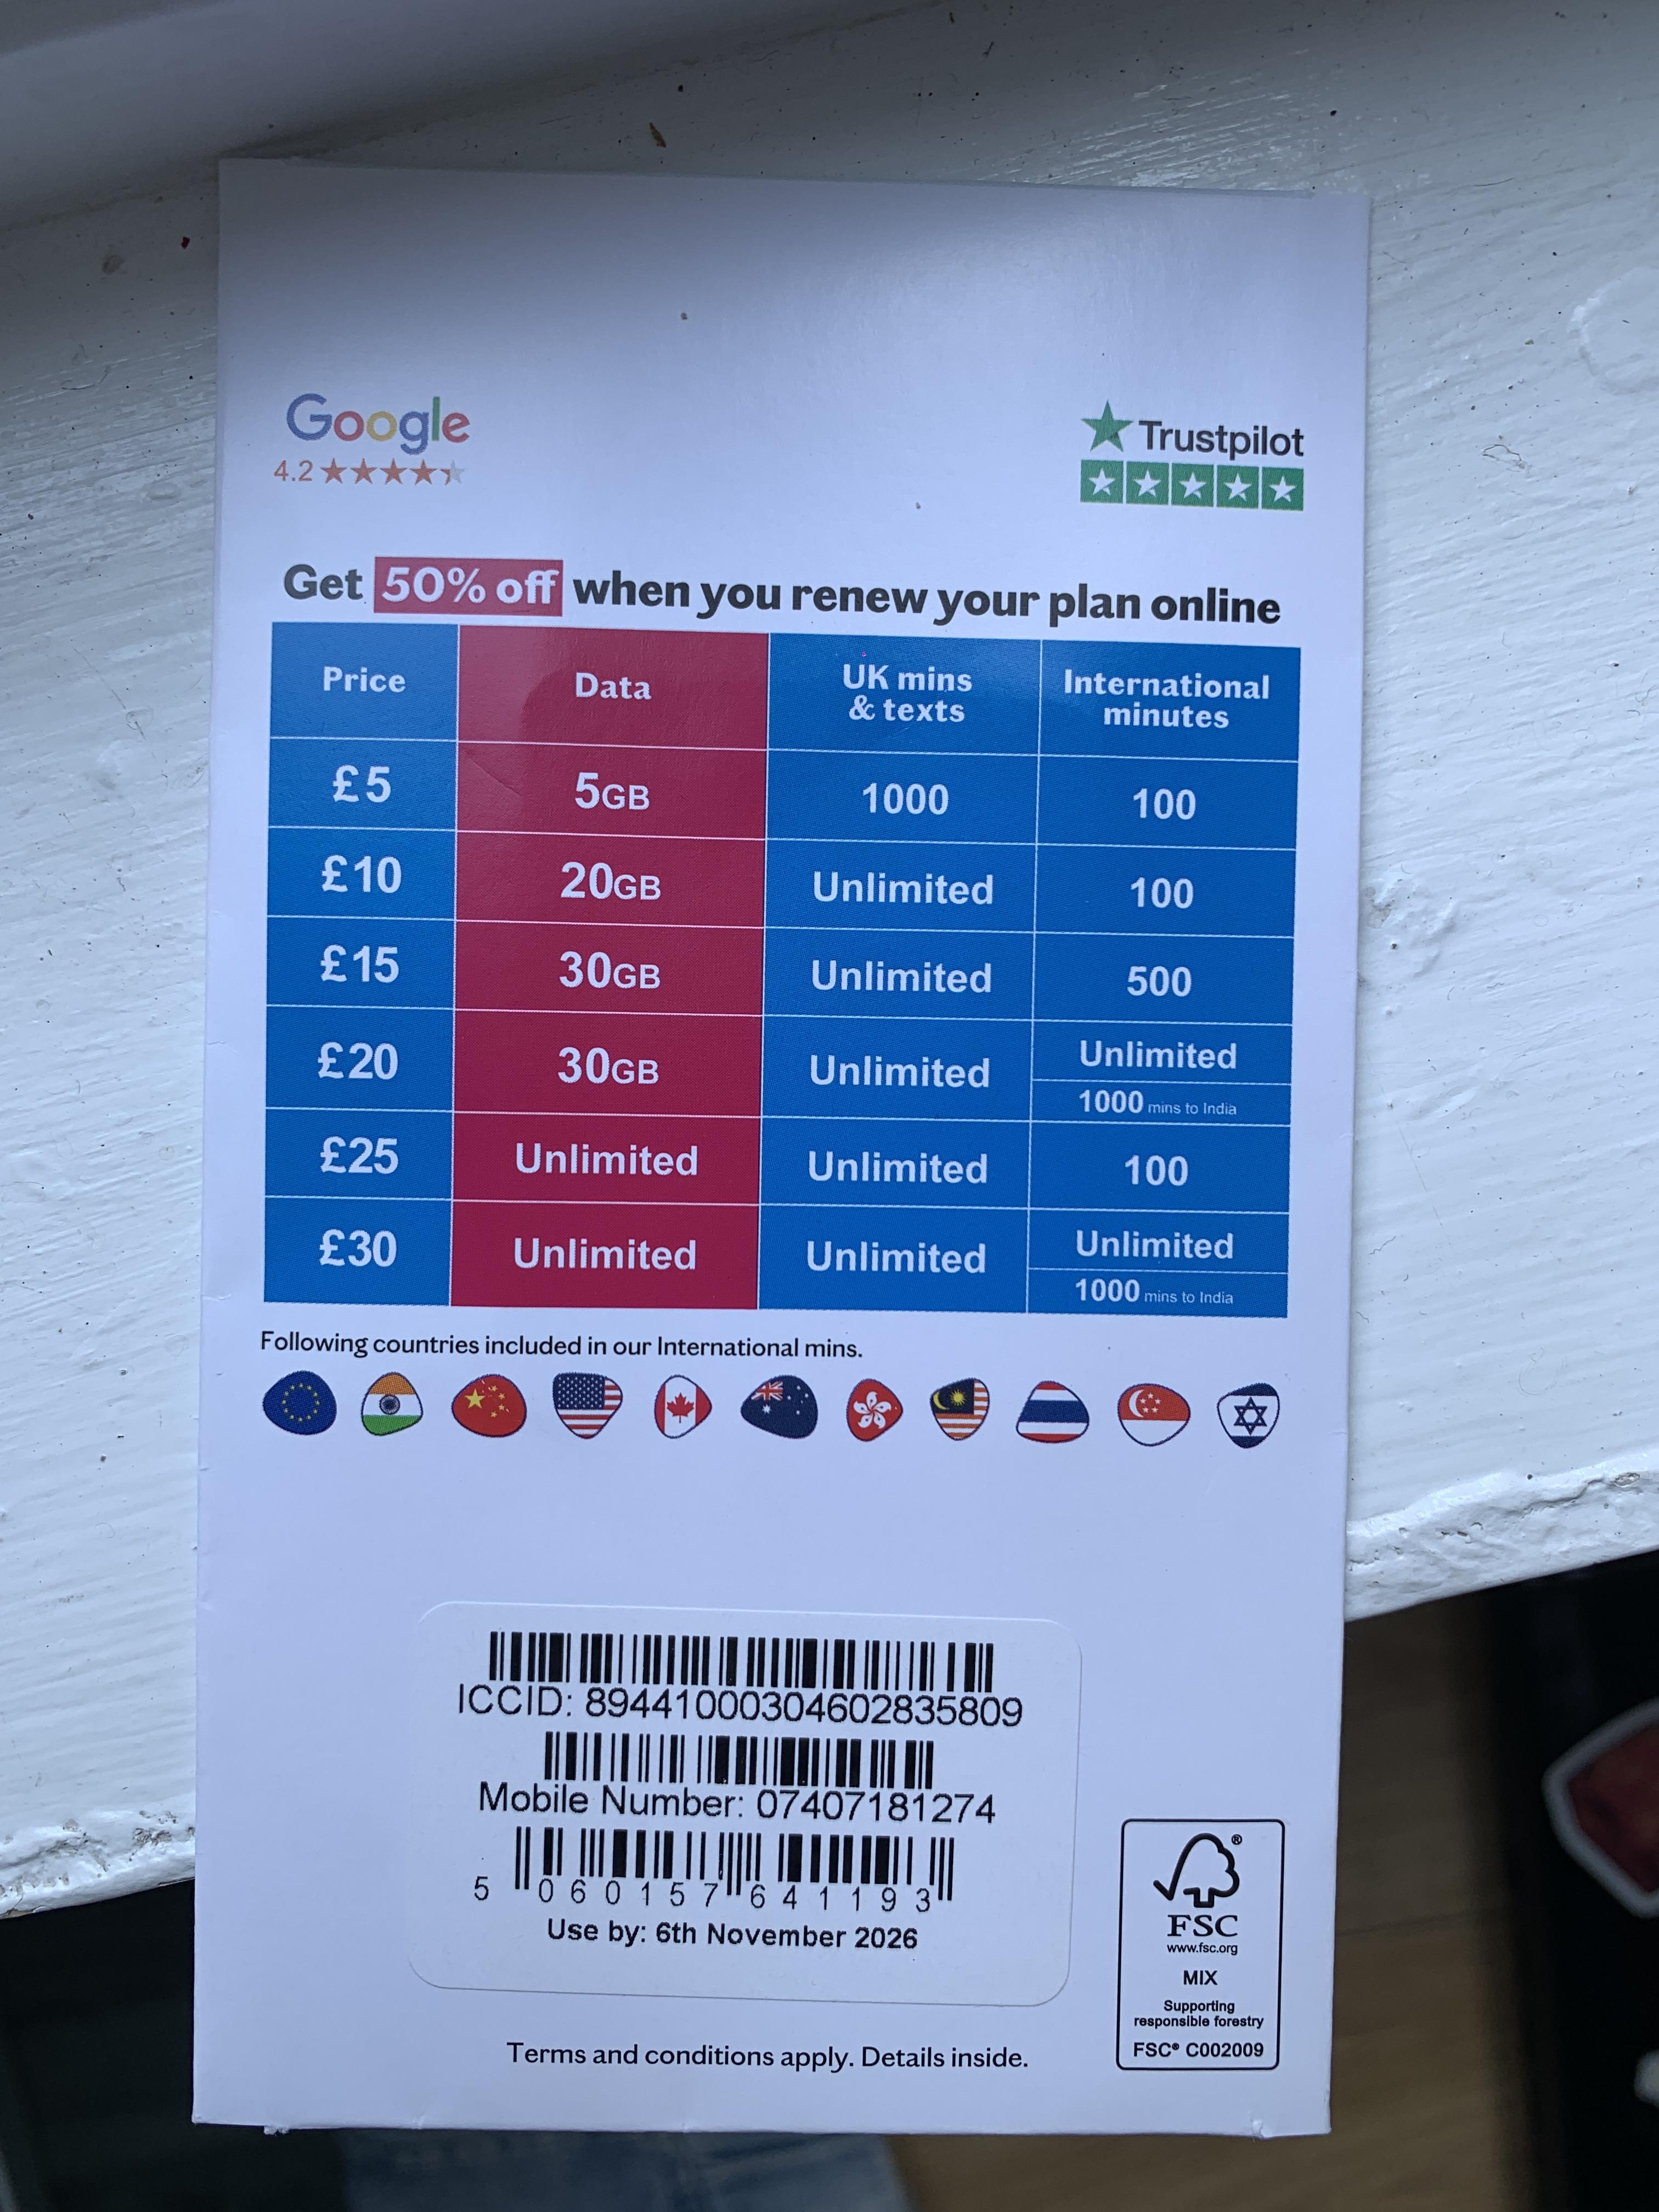 Google
4.2
Trustpilot
Get 50% off when you renew your plan online
Price Data UK mins & texts International minutes
£5 5GB 1000 100
£10 20GB Unlimited 100
£15 30GB Unlimited 500
£20 30GB Unlimited Unlimited
1000 mins to India
£25 Unlimited Unlimited 100
£30 Unlimited Unlimited Unlimited
1000 mins to India
Following countries included in our International mins.
ICCID: 89441000304602835809
Mobile Number: 07407181274
5 060157 641193
Use by: 6th November 2026
®
FSC
www.fsc.org
MIX
Supporting
responsible forestry
FSC® C002009
Terms and conditions apply. Details inside.